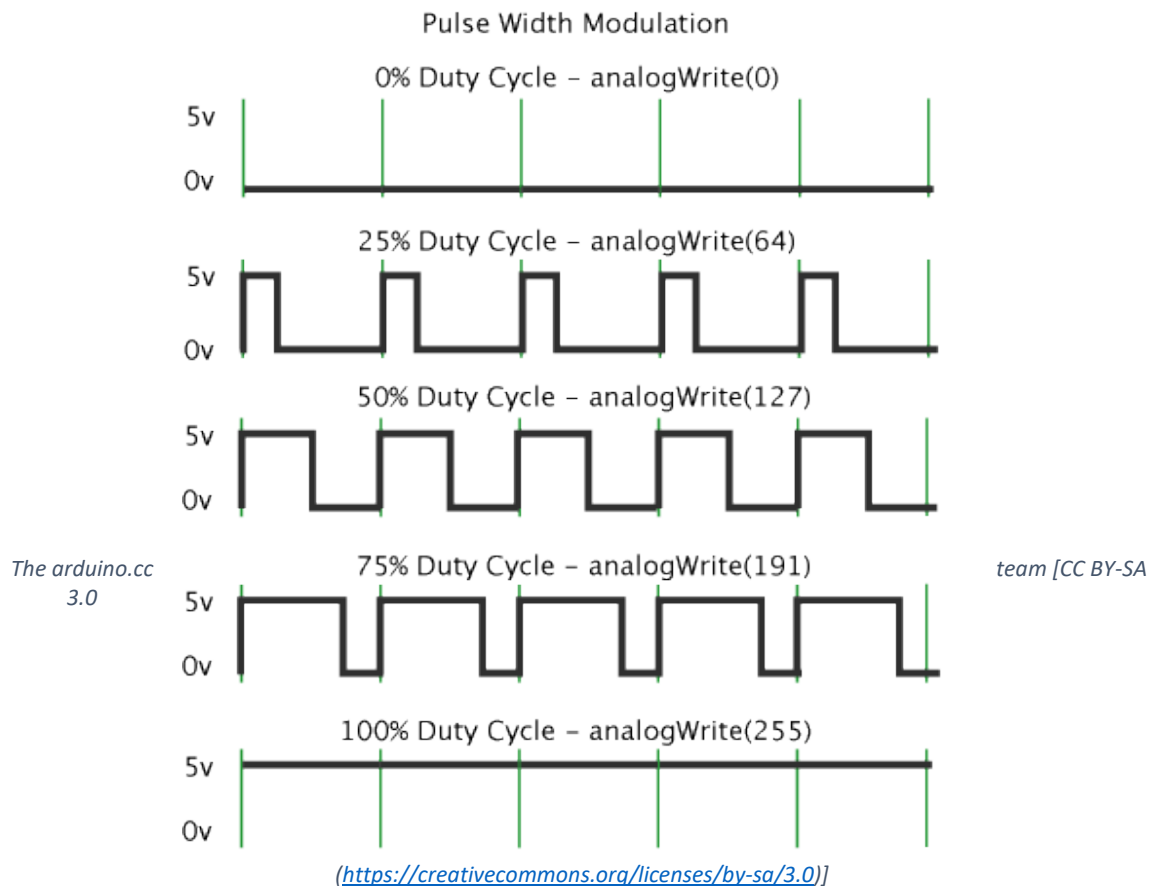 Pulse Width Modulation
0% Duty Cycle – analogWrite(0)
5v
0v
25% Duty Cycle – analogWrite(64)
5v
0v
50% Duty Cycle – analogWrite(127)
5v
0v
The arduino.cc team [CC BY-SA
3.0
75% Duty Cycle – analogWrite(191)
5v
0v
100% Duty Cycle – analogWrite(255)
5v
0v
(https://creativecommons.org/licenses/by-sa/3.0)]